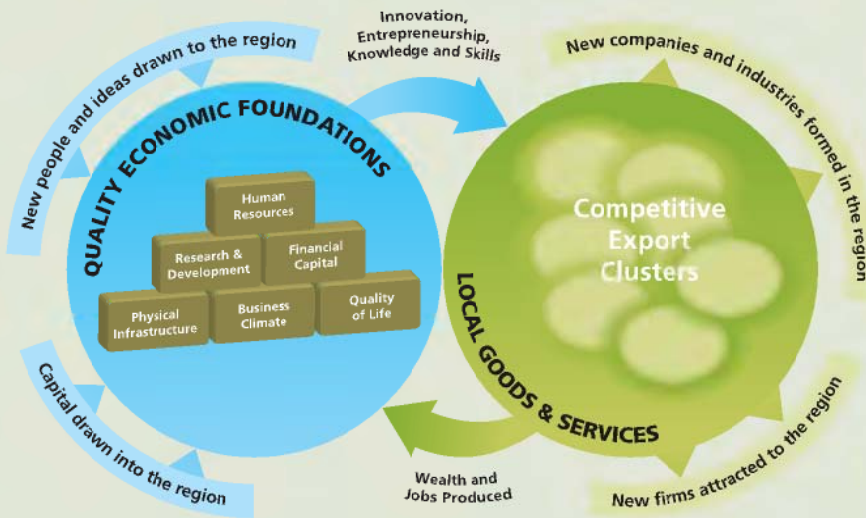 New people and ideas drawn to the region
Innovation,
Entrepreneurship,
Knowledge and Skills
New companies and industries formed in the region
QUALITY ECONOMIC FOUNDATIONS
Human
Resources
Research &
Development
Financial
Capital
Physical
Infrastructure
Business
Climate
Quality
of Life
Competitive
Export
Clusters
LOCAL GOODS & SERVICES
Capital drawn into the region
Wealth and
Jobs Produced
New firms attracted to the region